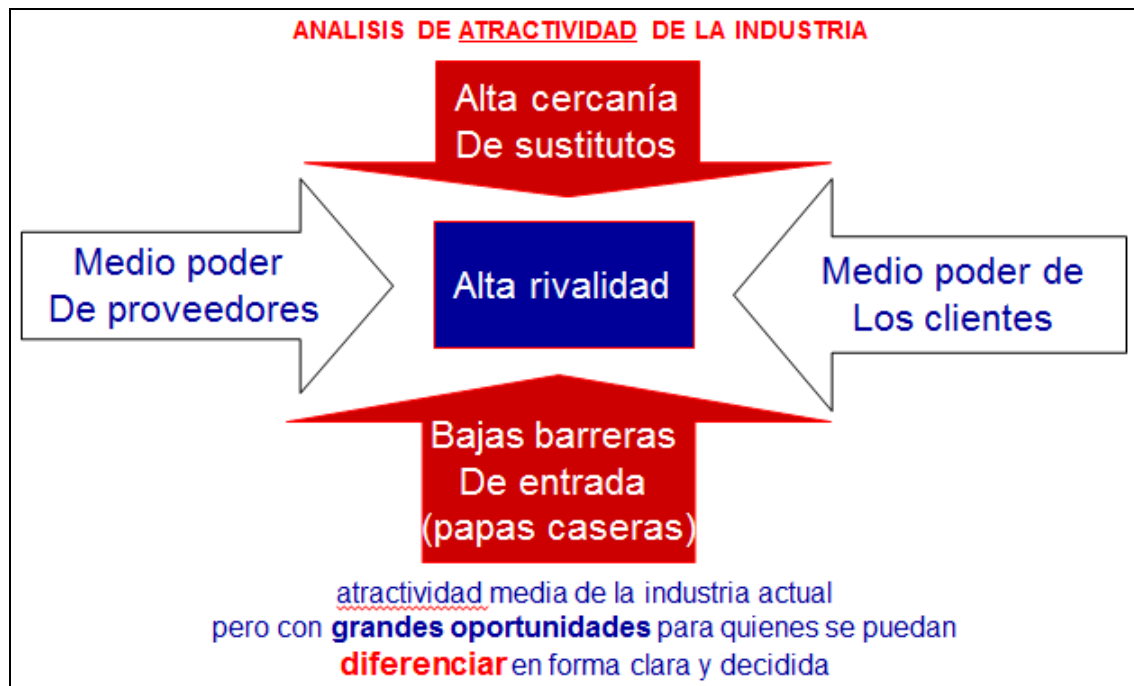 ANALISIS DE ATRACTIVIDAD DE LA INDUSTRIA
Alta cercanía
De sustitutos
Medio poder
De proveedores
Alta rivalidad
Medio poder de
Los clientes
Bajas barreras
De entrada
(papas caseras)
atractividad media de la industria actual
pero con grandes oportunidades para quienes se puedan
diferenciar en forma clara y decidida